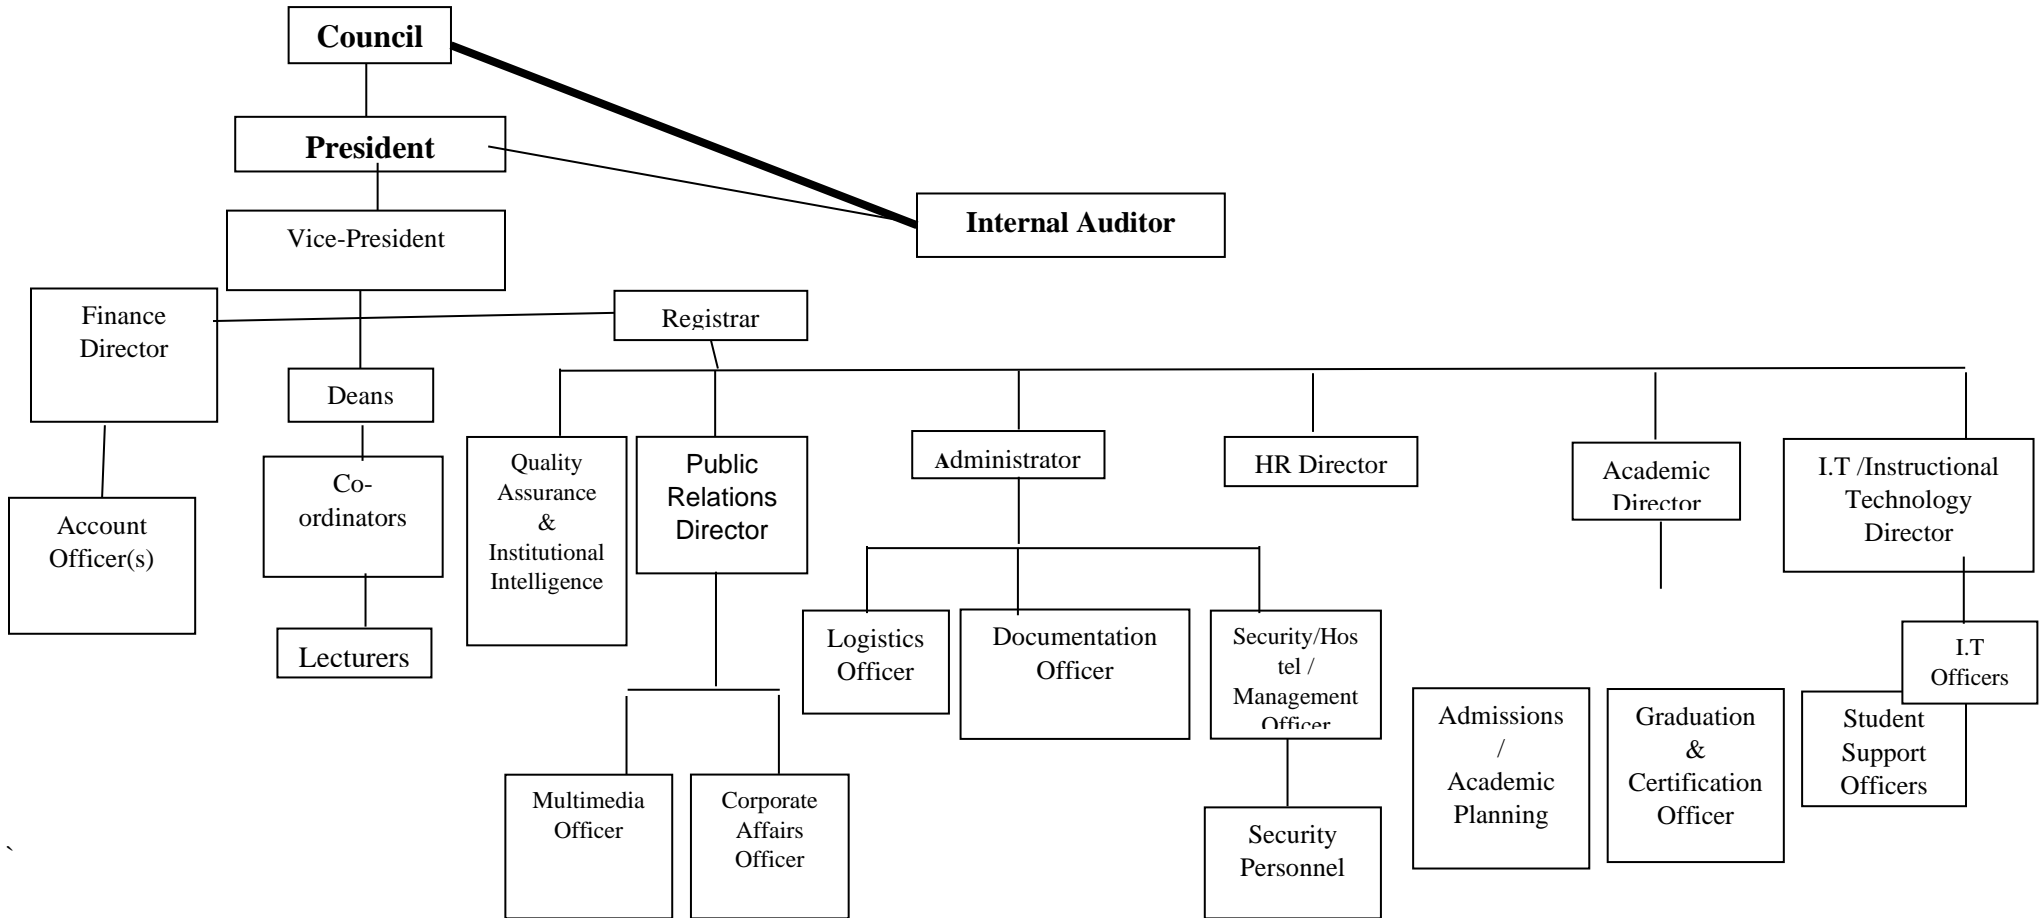 Council
President
Internal Auditor
Vice-President
Finance
Director
Registrar
Deans
Quality
Assurance
&
Institutional
Intelligence
Public
Relations
Director
Administrator
HR Director
Academic
Director
I.T /Instructional
Technology
Director
Account
Officer(s)
Co-
ordinators
Lecturers
Logistics
Officer
Documentation
Officer
Security/Hos
tel /
Management
Officer
I.T
Officers
Admissions
/
Academic
Planning
Graduation
&
Certification
Officer
Student
Support
Officers
Multimedia
Officer
Corporate
Affairs
Officer
Security
Personnel
`